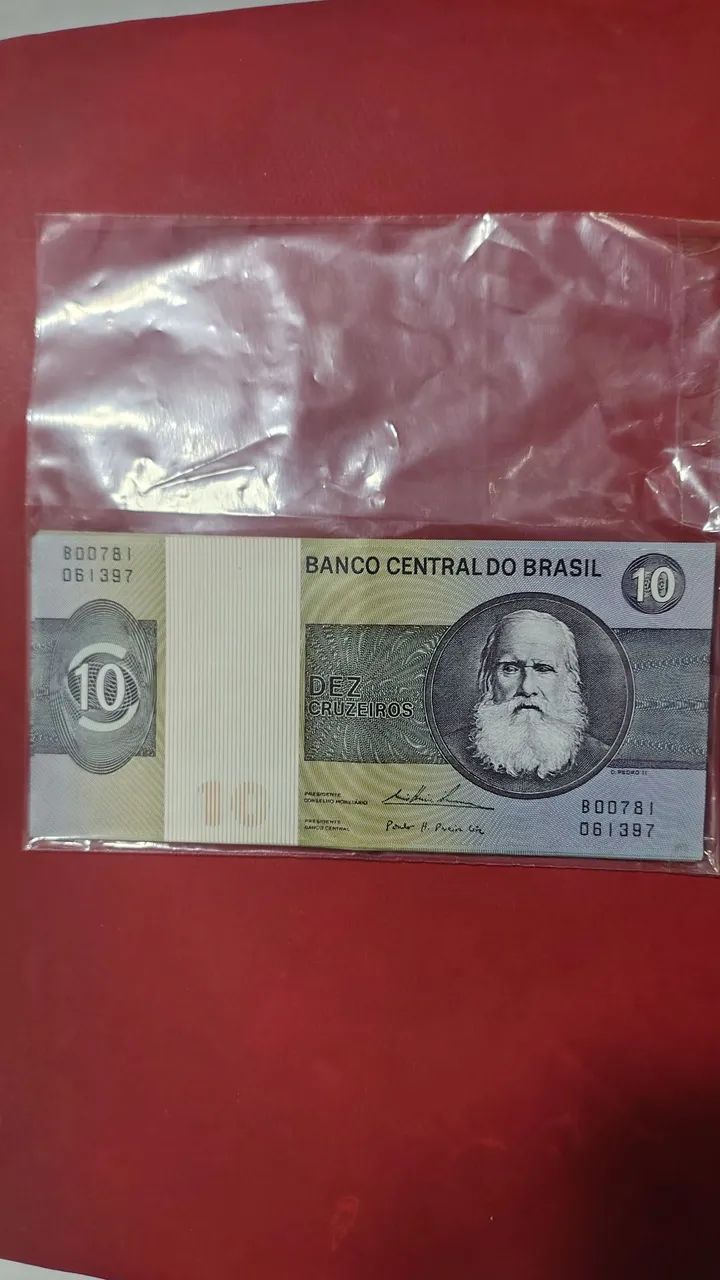 B00781
061397
BANCO CENTRAL DO BRASIL
10
10
DEZ
CRUZEIROS
D. PEDRO II
PRESIDENTE
CONSELHO MONETÁRIO
PRESIDENTE
BANCO CENTRAL
10
B00781
061397